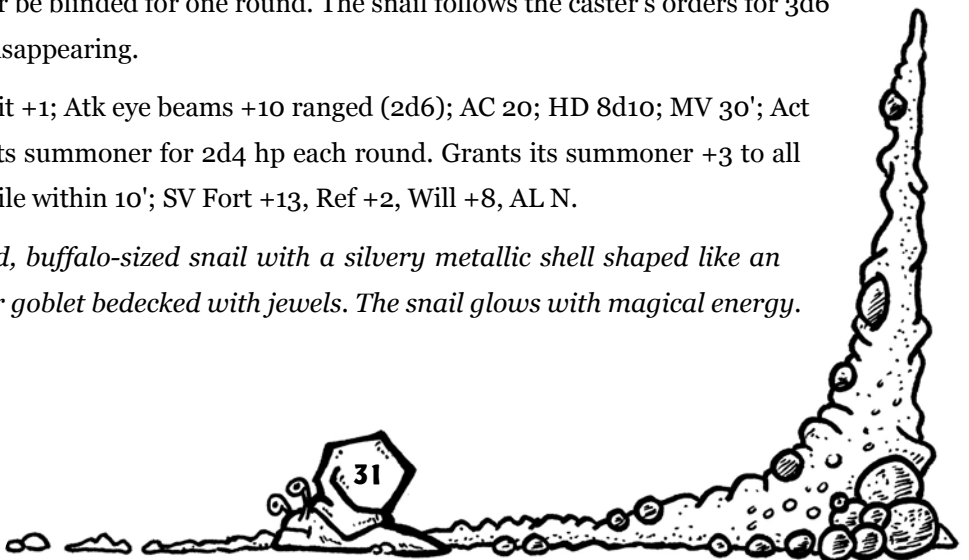 r be blinded for one round. The snail follows the caster's orders for 3d6
isappearing.
it +1; Atk eye beams +10 ranged (2d6); AC 20; HD 8d10; MV 30'; Act
ts summoner for 2d4 hp each round. Grants its summoner +3 to all
ile within 10'; SV Fort +13, Ref +2, Will +8, AL N.
d, buffalo-sized snail with a silvery metallic shell shaped like an
r goblet bedecked with jewels. The snail glows with magical energy.
31